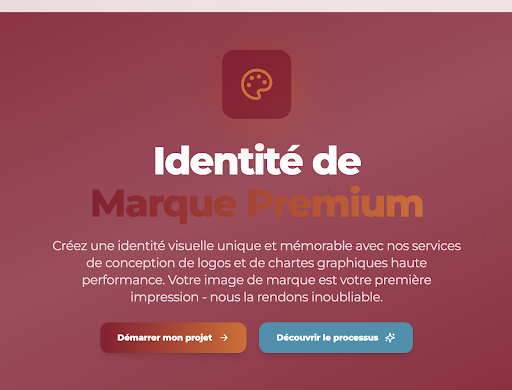 Identité de
Marque Premium
Créez une identité visuelle unique et mémorable avec nos services
de conception de logos et de chartes graphiques haute
performance. Votre image de marque est votre première
impression - nous la rendons inoubliable.
Démarrer mon projet
Découvrir le processus